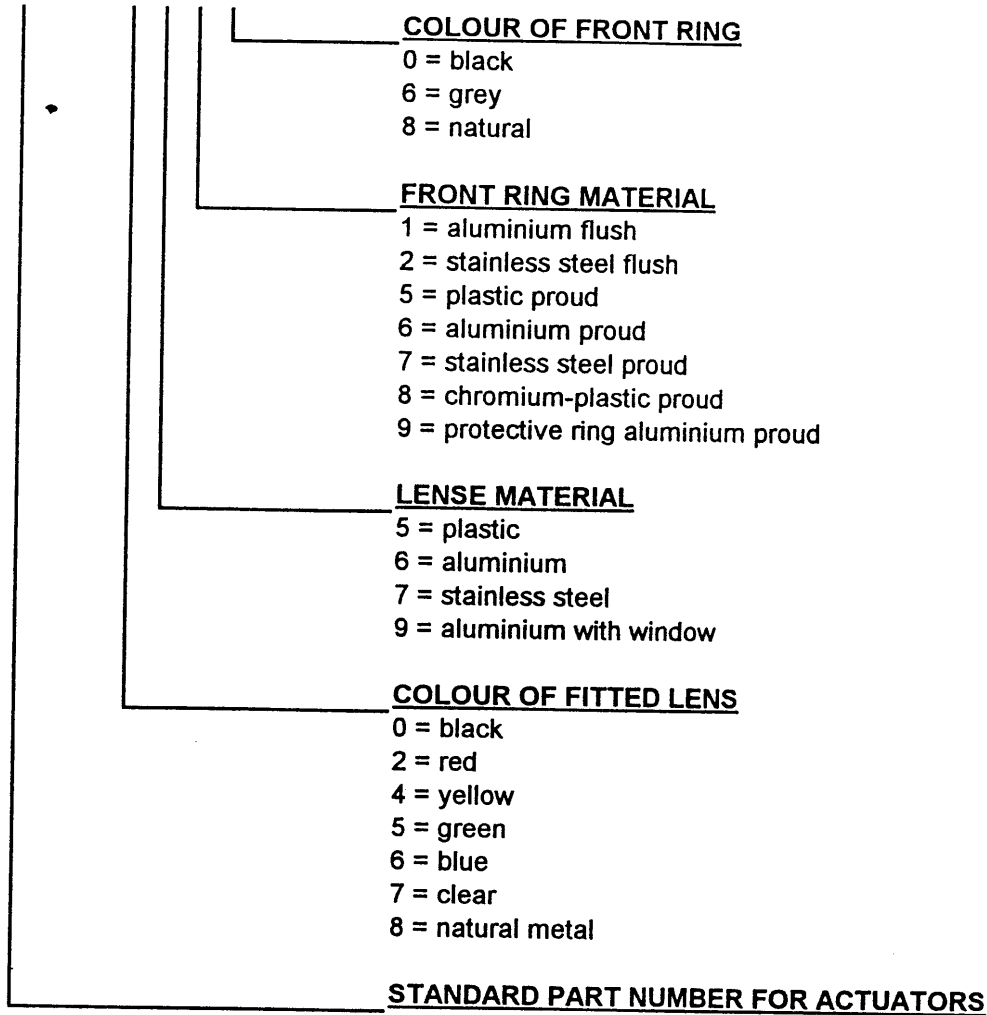 COLOUR OF FRONT RING
0 = black
6 = grey
8 = natural
FRONT RING MATERIAL
1 = aluminium flush
2 = stainless steel flush
5 = plastic proud
6 = aluminium proud
7 = stainless steel proud
8 = chromium-plastic proud
9 = protective ring aluminium proud
LENSE MATERIAL
5 = plastic
6 = aluminium
7 = stainless steel
9 = aluminium with window
COLOUR OF FITTED LENS
0 = black
2 = red
4 = yellow
5 = green
6 = blue
7 = clear
8 = natural metal
STANDARD PART NUMBER FOR ACTUATORS